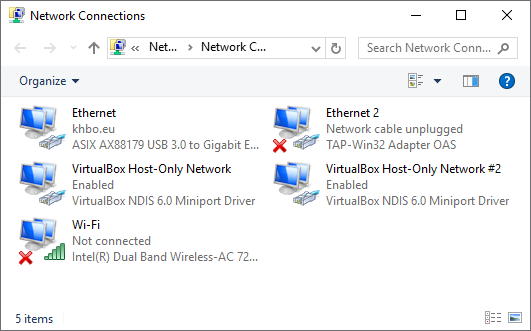 Network Connections
Net... Network C...
Search Network Conn...
Organize
Ethernet
khbo.eu
ASIX AX88179 USB 3.0 to Gigabit E...
Ethernet 2
Network cable unplugged
TAP-Win32 Adapter OAS
VirtualBox Host-Only Network
Enabled
VirtualBox NDIS 6.0 Miniport Driver
VirtualBox Host-Only Network #2
Enabled
VirtualBox NDIS 6.0 Miniport Driver
Wi-Fi
Not connected
Intel(R) Dual Band Wireless-AC 72...
5 items